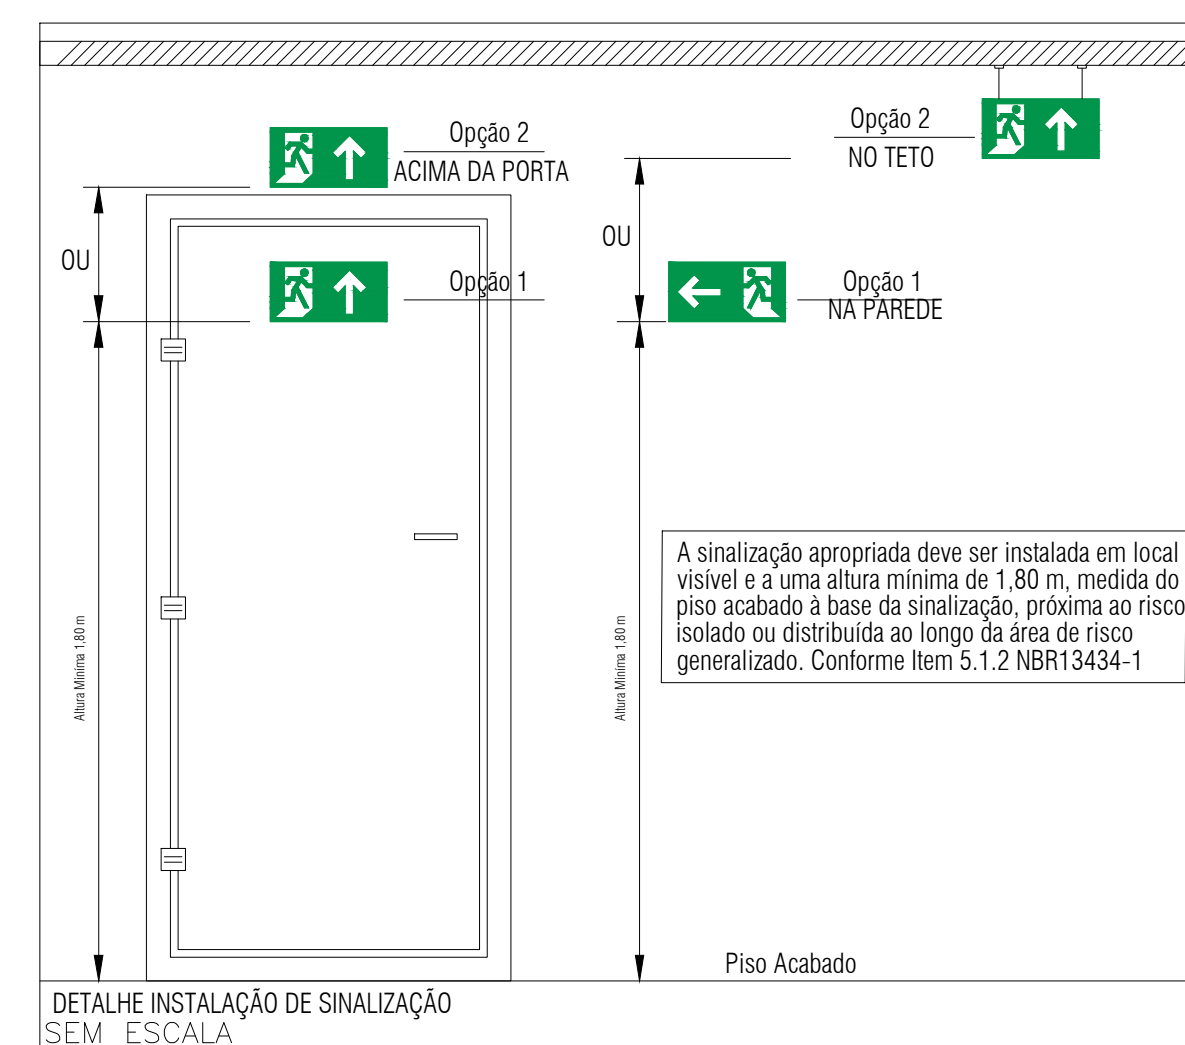 Opção 2
ACIMA DA PORTA
Opção 2
NO TETO
OU
OU
Opção 1
Opção 1
NA PAREDE
A sinalização apropriada deve ser instalada em local
visível e a uma altura mínima de 1,80 m, medida do
piso acabado à base da sinalização, próxima ao risco
isolado ou distribuída ao longo da área de risco
generalizado. Conforme Item 5.1.2 NBR13434-1
Altura Miníma 1,80 m
Altura Miníma 1,80 m
Piso Acabado
DETALHE INSTALAÇÃO DE SINALIZAÇÃO
SEM ESCALA